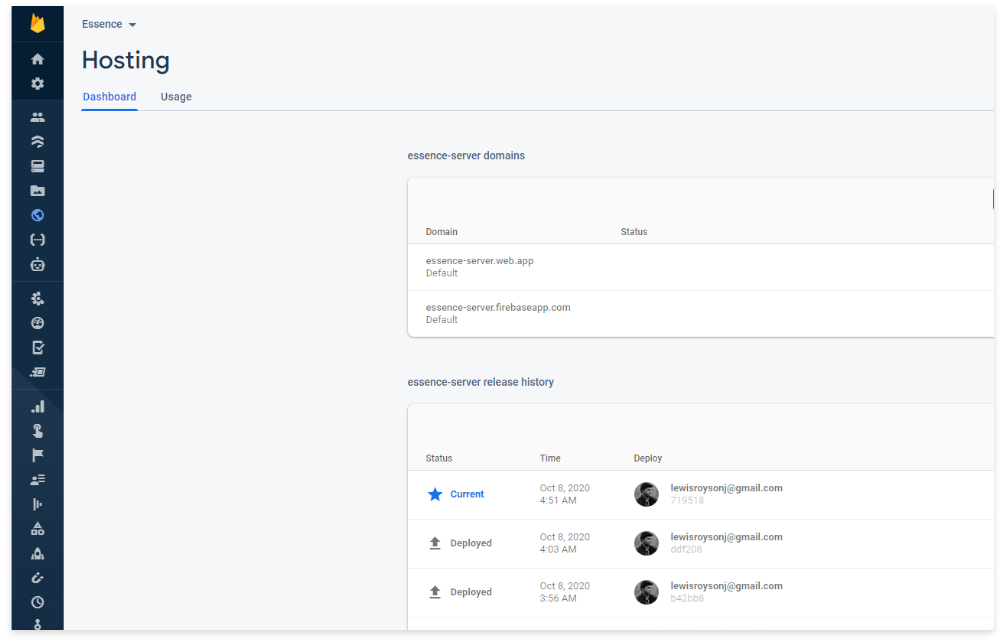 Essence
Hosting
Dashboard Usage
essence-server domains
Domain Status
essence-server.web.app
Default
essence-server.firebaseapp.com
Default
essence-server release history
Status Time Deploy
Current Oct 8, 2020 lewisroysonj@gmail.com
4:51 AM 719518
Deployed Oct 8, 2020 lewisroysonj@gmail.com
4:03 AM ddf208
Deployed Oct 8, 2020 lewisroysonj@gmail.com
3:56 AM b42bb8